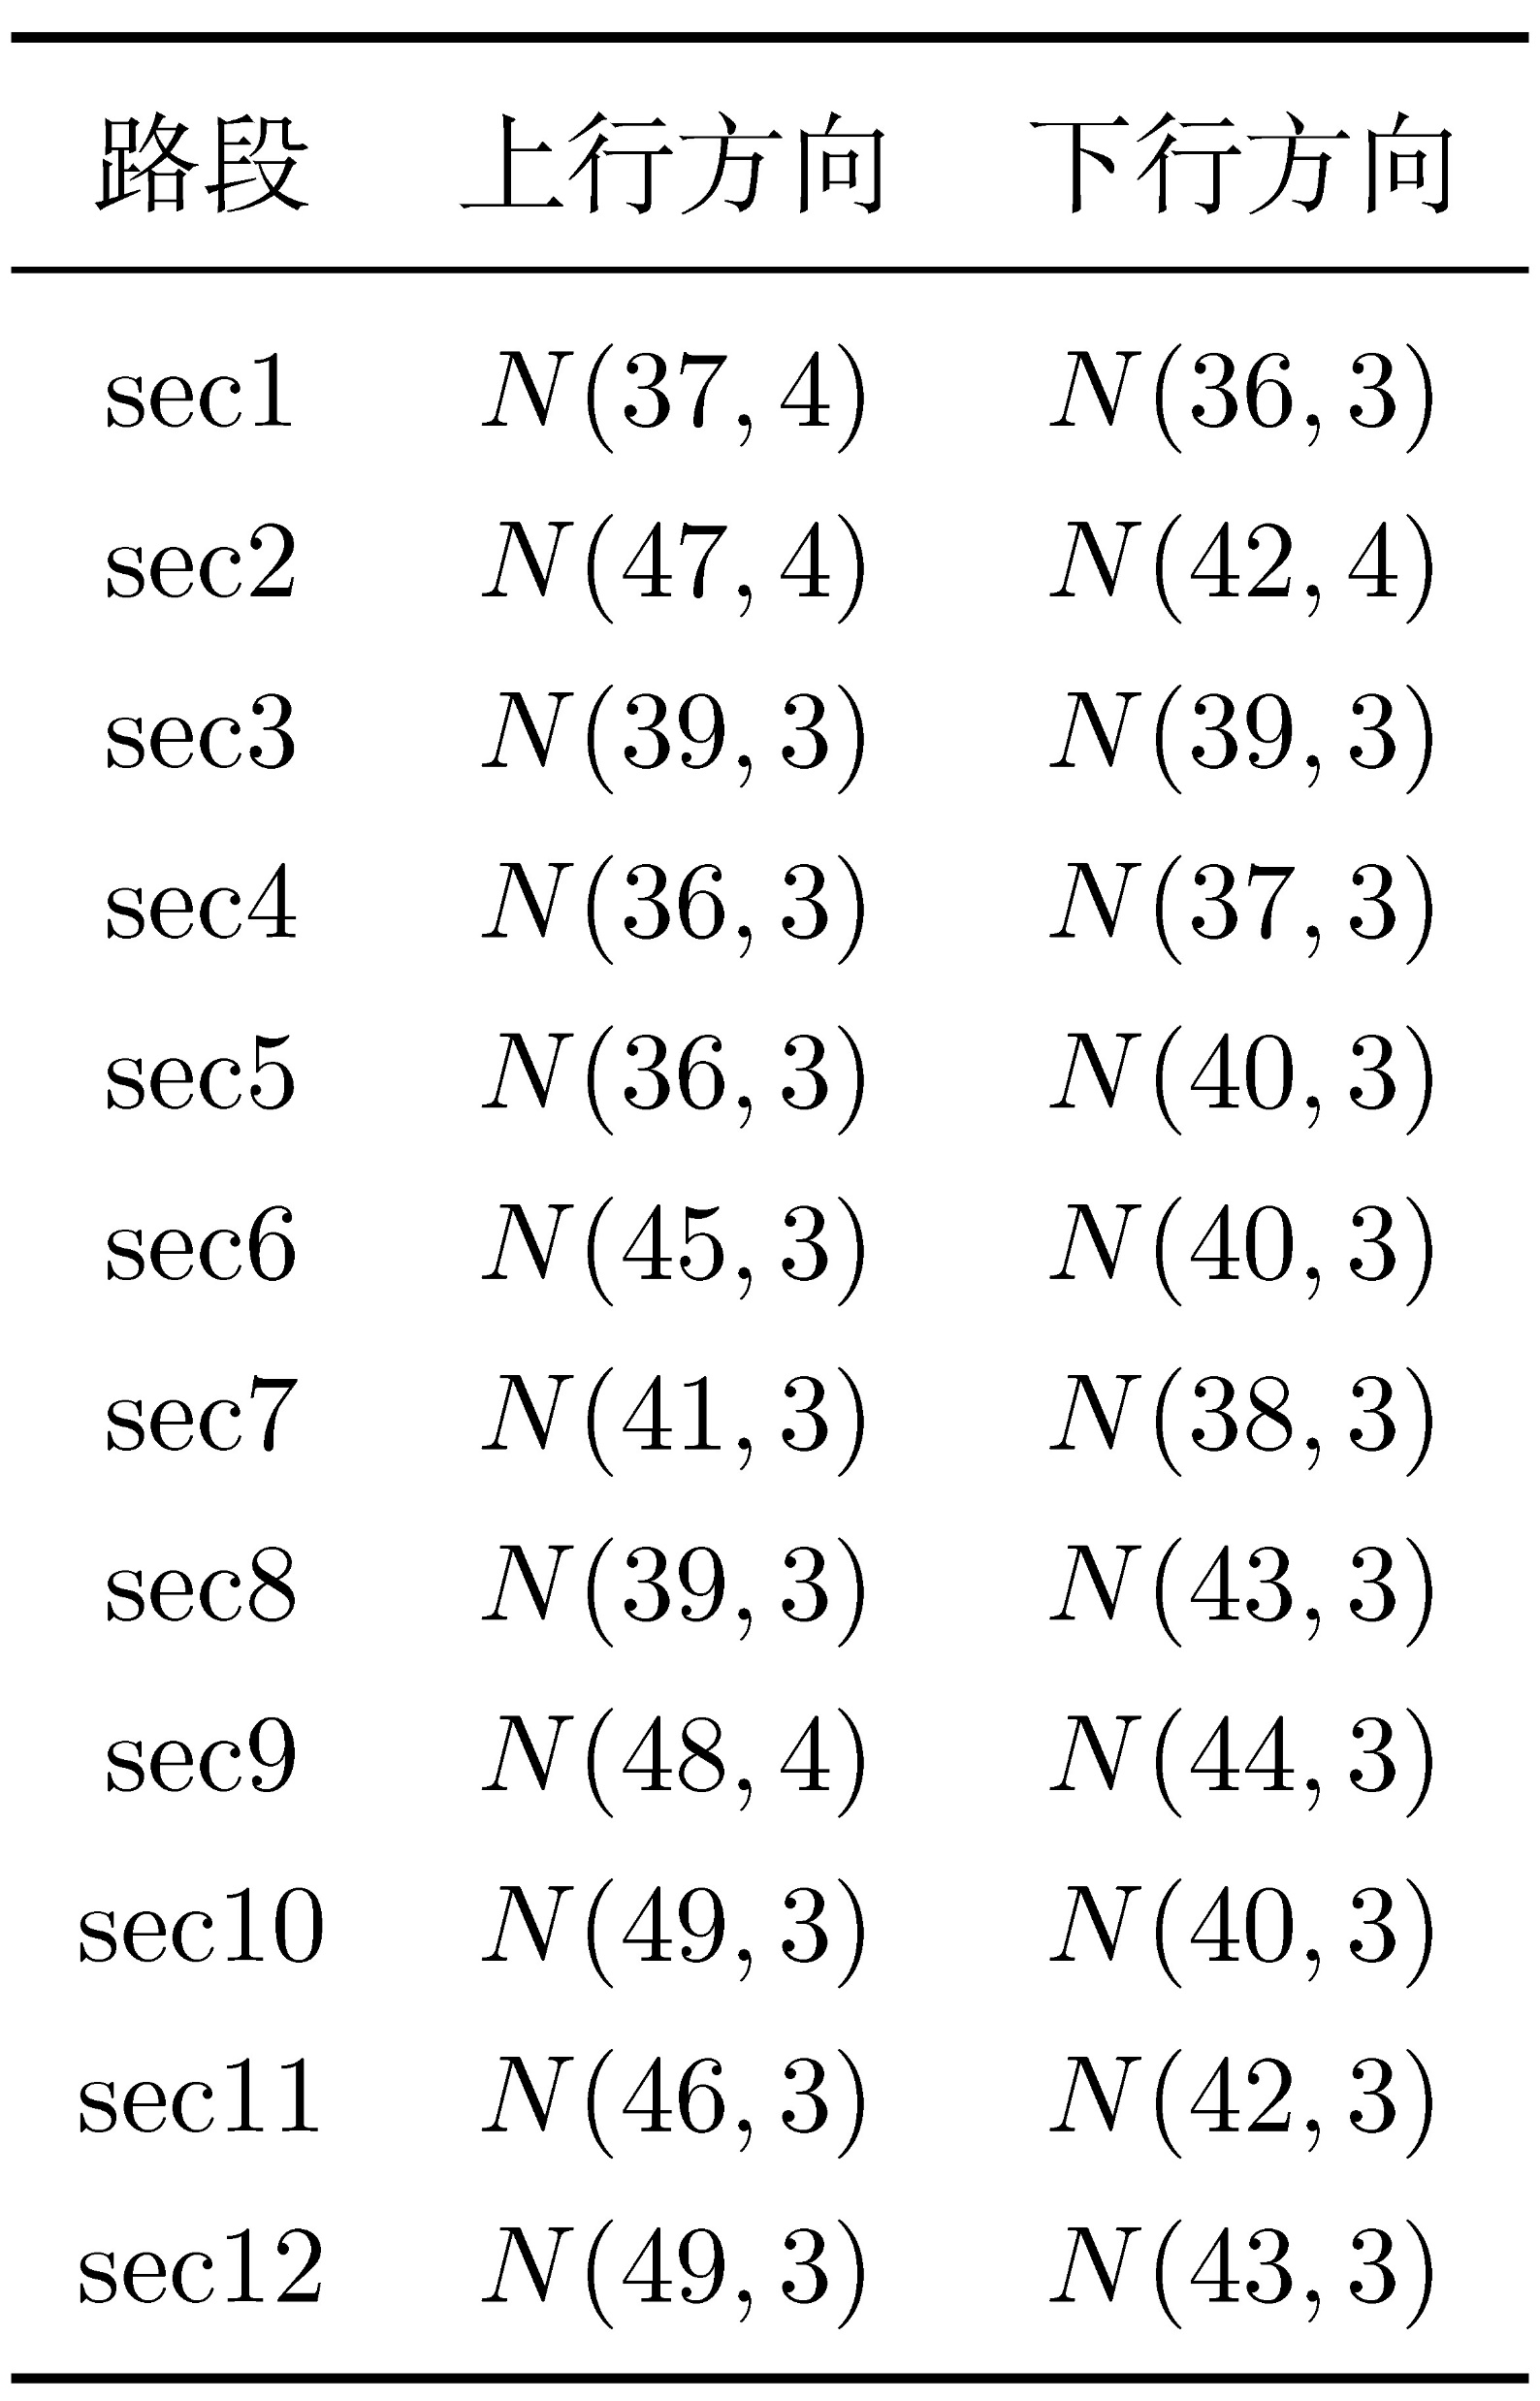 路段 上行方向 下行方向
sec1 N(37, 4) N(36, 3)
sec2 N(47, 4) N(42, 4)
sec3 N(39, 3) N(39, 3)
sec4 N(36, 3) N(37, 3)
sec5 N(36, 3) N(40, 3)
sec6 N(45, 3) N(40, 3)
sec7 N(41, 3) N(38, 3)
sec8 N(39, 3) N(43, 3)
sec9 N(48, 4) N(44, 3)
sec10 N(49, 3) N(40, 3)
sec11 N(46, 3) N(42, 3)
sec12 N(49, 3) N(43, 3)